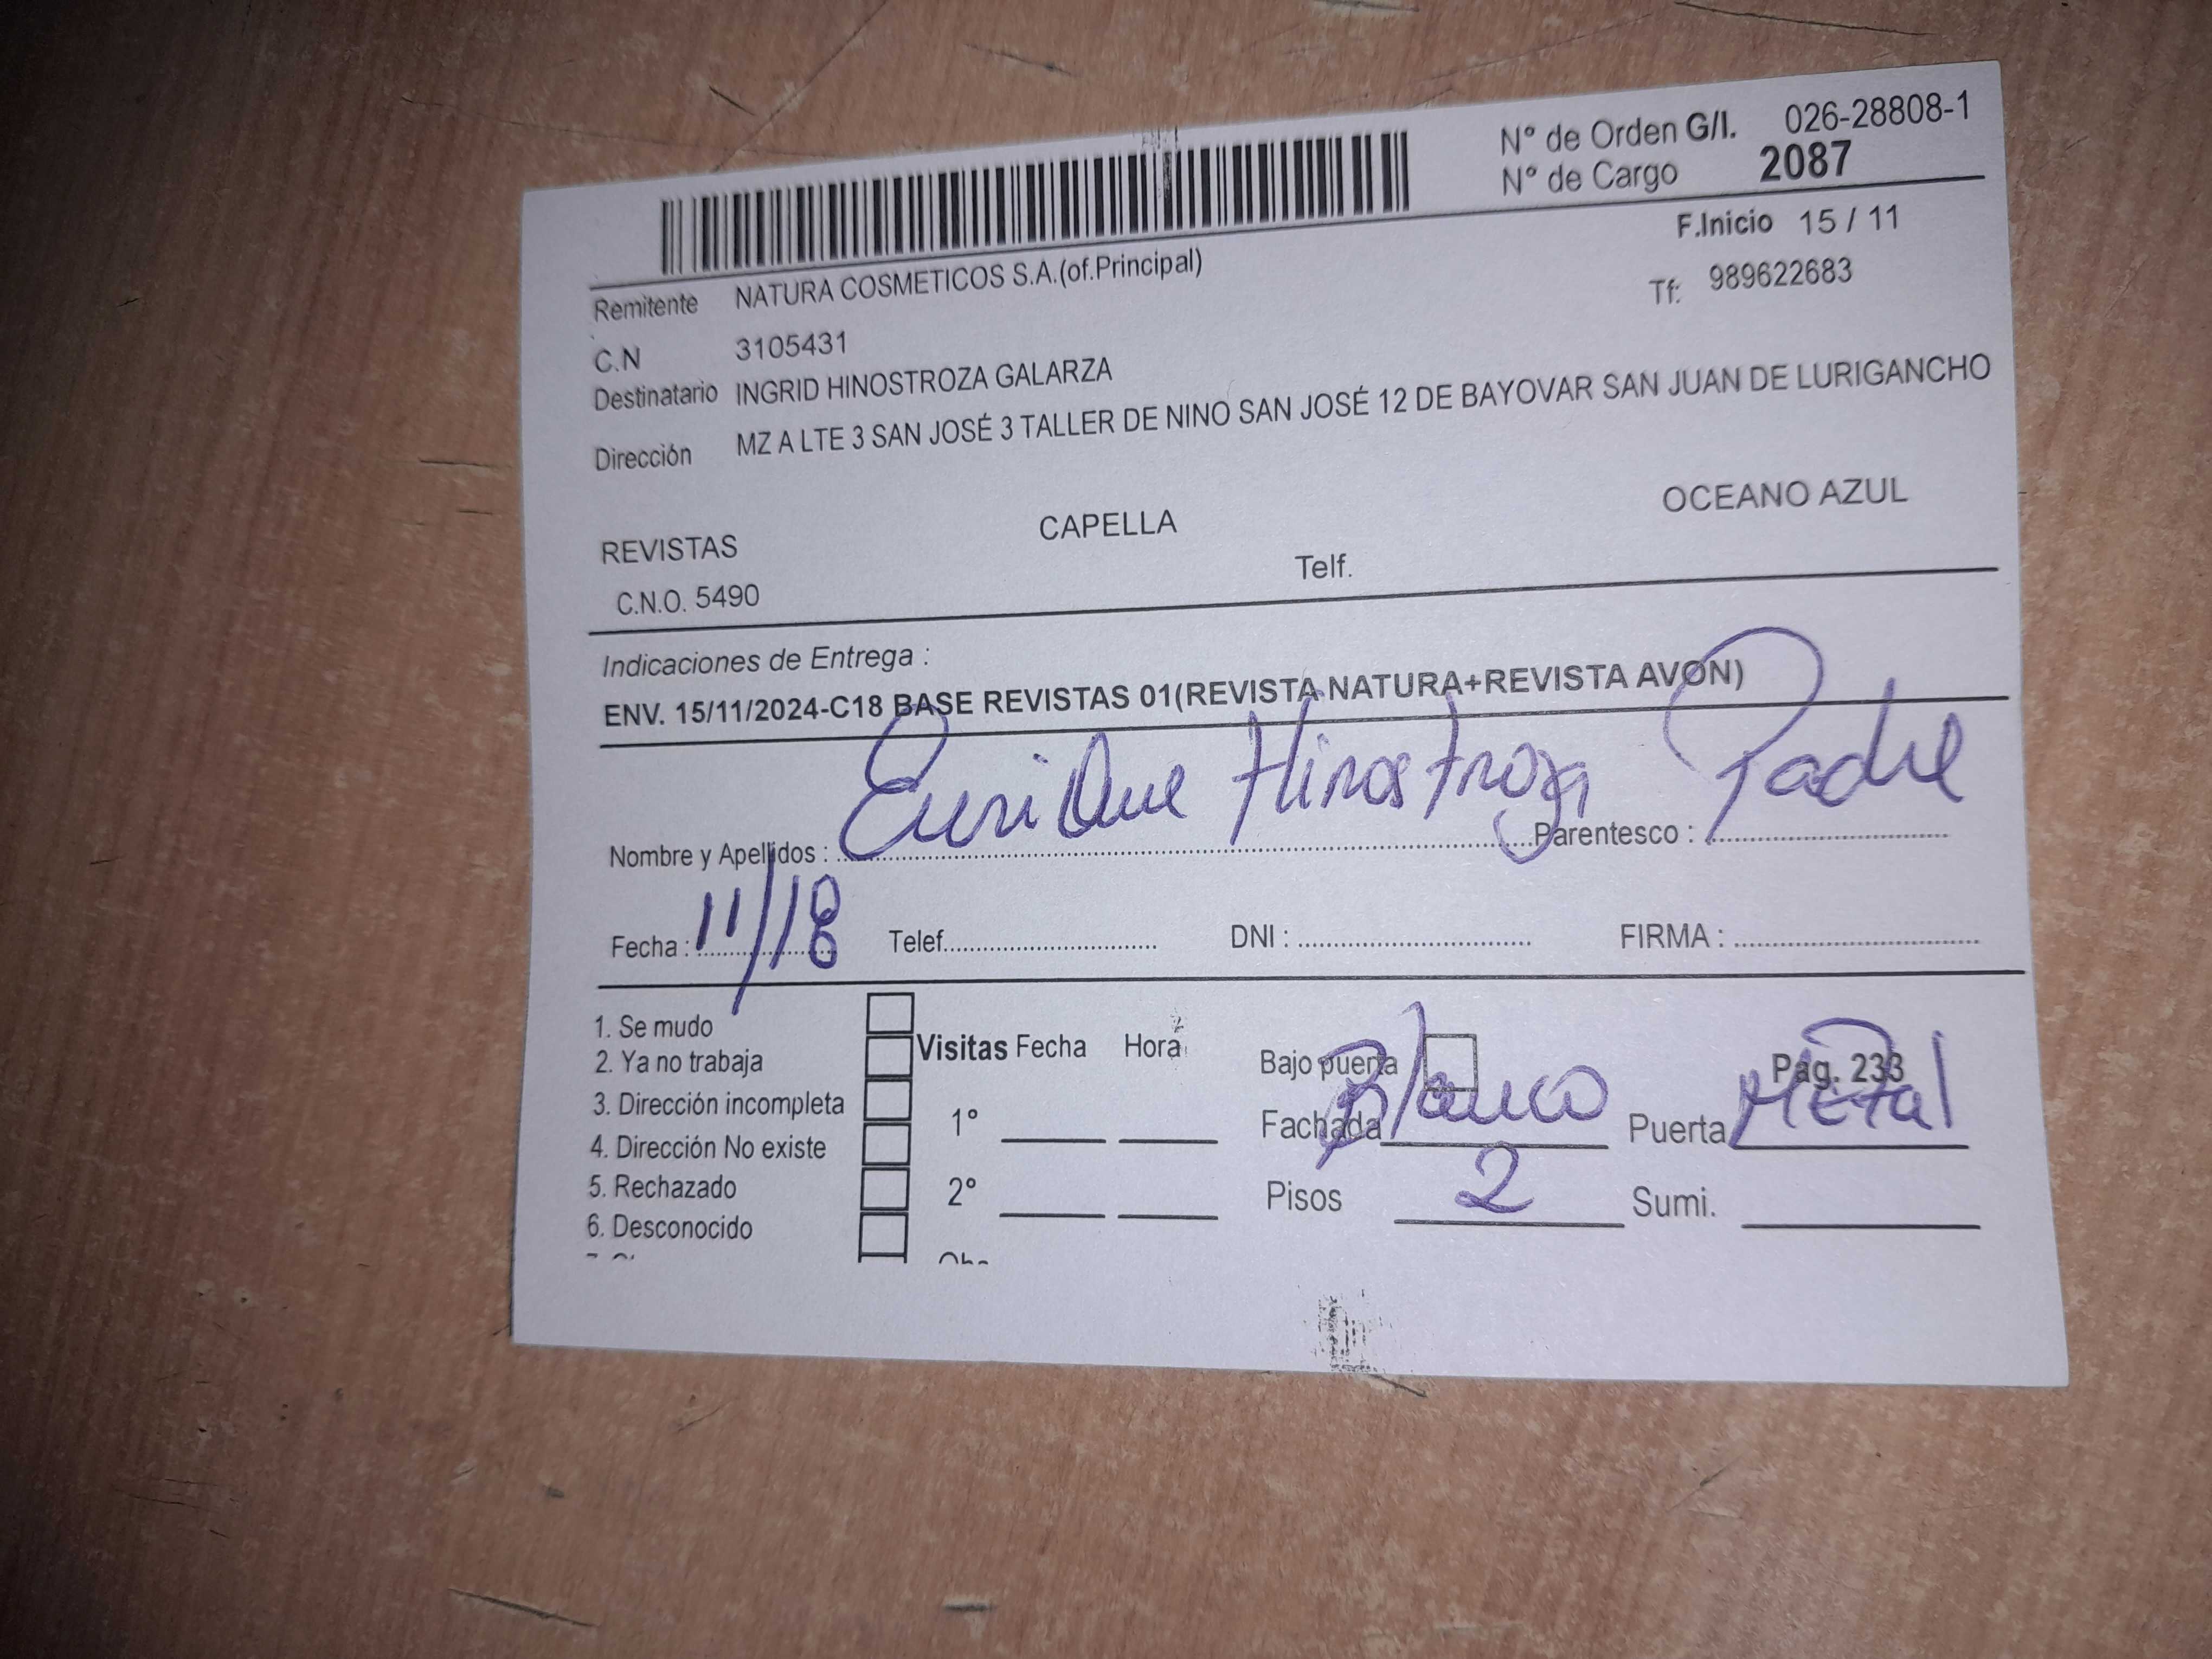 N° de Orden G/I. 026-28808-1
N° de Cargo 2087
F.Inicio 15 / 11
Remitente NATURA COSMETICOS S.A.(of.Principal)
Tf: 989622683
C.N 3105431
Destinatario INGRID HINOSTROZA GALARZA
Dirección MZ A LTE 3 SAN JOSÉ 3 TALLER DE NINO SAN JOSÉ 12 DE BAYOVAR SAN JUAN DE LURIGANCHO
REVISTAS CAPELLA OCEANO AZUL
C.N.O. 5490 Telf.
Indicaciones de Entrega :
ENV. 15/11/2024-C18 BASE REVISTAS 01(REVISTA NATURA+REVISTA AVON)
Nombre y Apellidos : Enrique Hinostroza Parentesco : Padre
Fecha : 11/18 Telef. DNI : FIRMA :
1. Se mudo
2. Ya no trabaja
3. Dirección incompleta
4. Dirección No existe
5. Rechazado
6. Desconocido
Visitas Fecha Hora
1°
2°
Bajo puerta Pag. 233
Fachada Blanco Puerta Metal
Pisos 2 Sumi.